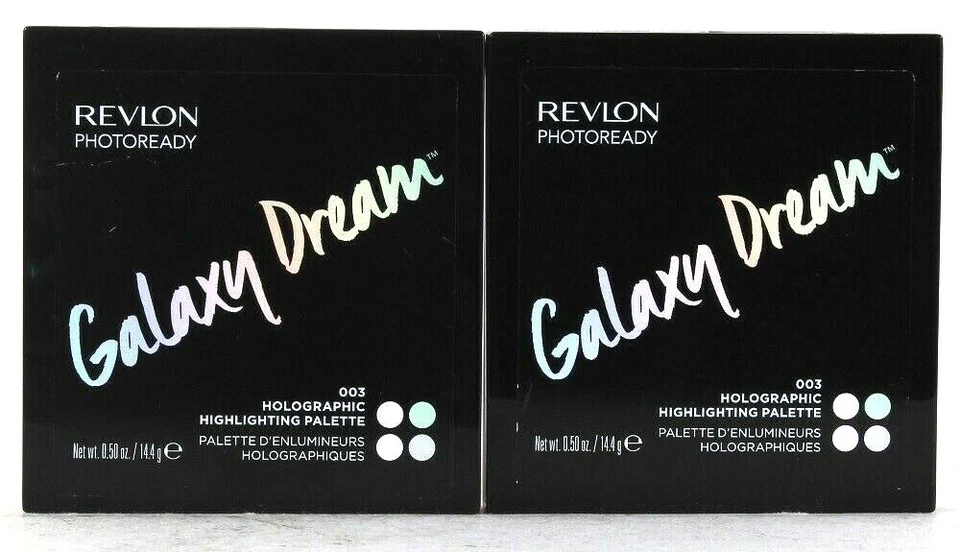 REVLON
PHOTOREADY
Galaxy Dream™
003
HOLOGRAPHIC
HIGHLIGHTING PALETTE
PALETTE D'ENLUMINEURS
HOLOGRAPHIQUES
Net wt. 0.50 oz. / 14.4 g ℮
REVLON
PHOTOREADY
Galaxy Dream™
003
HOLOGRAPHIC
HIGHLIGHTING PALETTE
PALETTE D'ENLUMINEURS
HOLOGRAPHIQUES
Net wt. 0.50 oz. / 14.4 g ℮